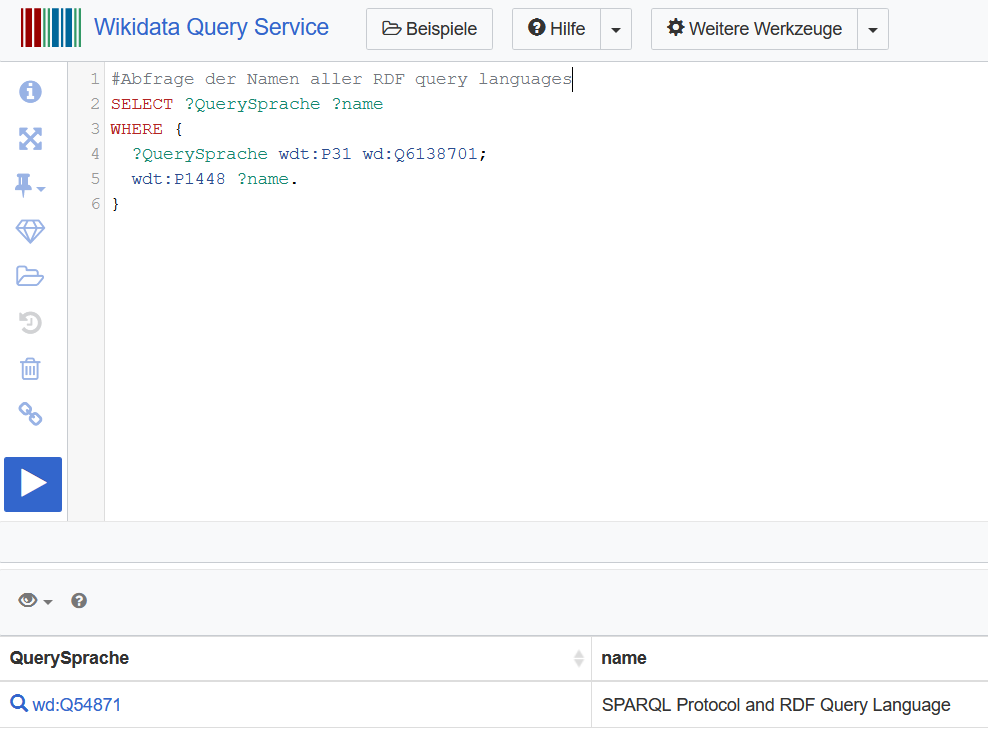 Wikidata Query Service
Beispiele
Hilfe
Weitere Werkzeuge
1 #Abfrage der Namen aller RDF query languages
2 SELECT ?QuerySprache ?name
3 WHERE {
4 ?QuerySprache wdt:P31 wd:Q6138701;
5 wdt:P1448 ?name.
6 }
QuerySprache name
wd:Q54871 SPARQL Protocol and RDF Query Language